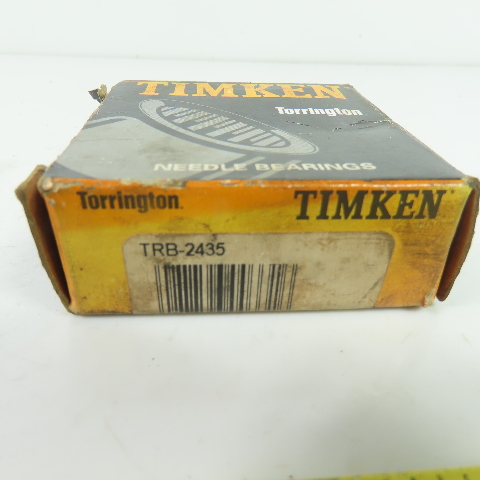 TIMKEN
Torrington
NEEDLE BEARINGS
Torrington
TIMKEN
TRB-2435